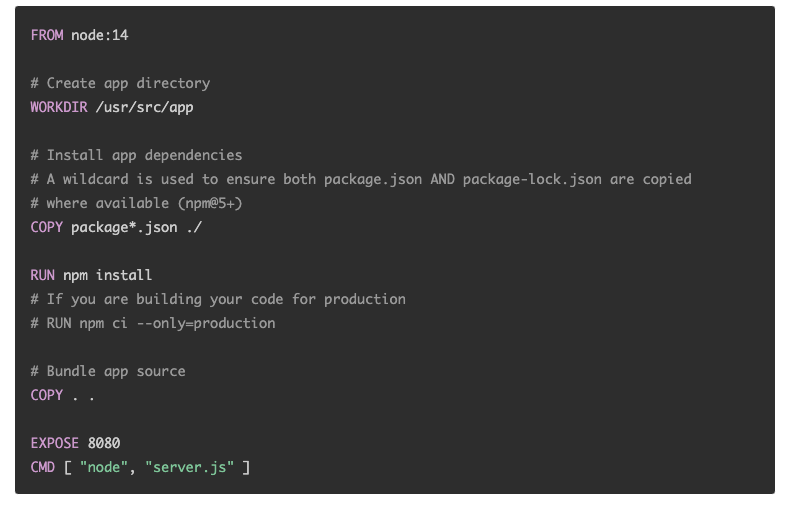 FROM node:14
# Create app directory
WORKDIR /usr/src/app
# Install app dependencies
# A wildcard is used to ensure both package.json AND package-lock.json are copied
# where available (npm@5+)
COPY package*.json ./
RUN npm install
# If you are building your code for production
# RUN npm ci --only=production
# Bundle app source
COPY . .
EXPOSE 8080
CMD [ "node", "server.js" ]